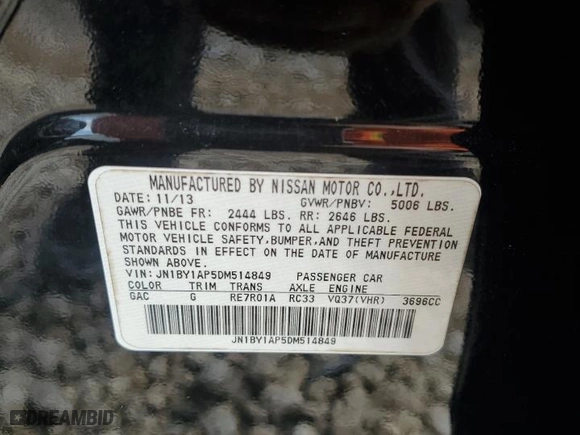 MANUFACTURED BY NISSAN MOTOR CO.,LTD.
DATE: 11/13 GVWR/PNBV: 5006 LBS.
GAWR/PNBE FR: 2444 LBS. RR: 2646 LBS.
THIS VEHICLE CONFORMS TO ALL APPLICABLE FEDERAL
MOTOR VEHICLE SAFETY,BUMPER,AND THEFT PREVENTION
STANDARDS IN EFFECT ON THE DATE OF MANUFACTURE
SHOWN ABOVE.
VIN:JN1BY1AP5DM514849 PASSENGER CAR
COLOR TRIM TRANS AXLE ENGINE
GAC G RE7R01A RC33 VQ37(VHR) 3696CC
JN1BY1AP5DM514849
DREAMBID